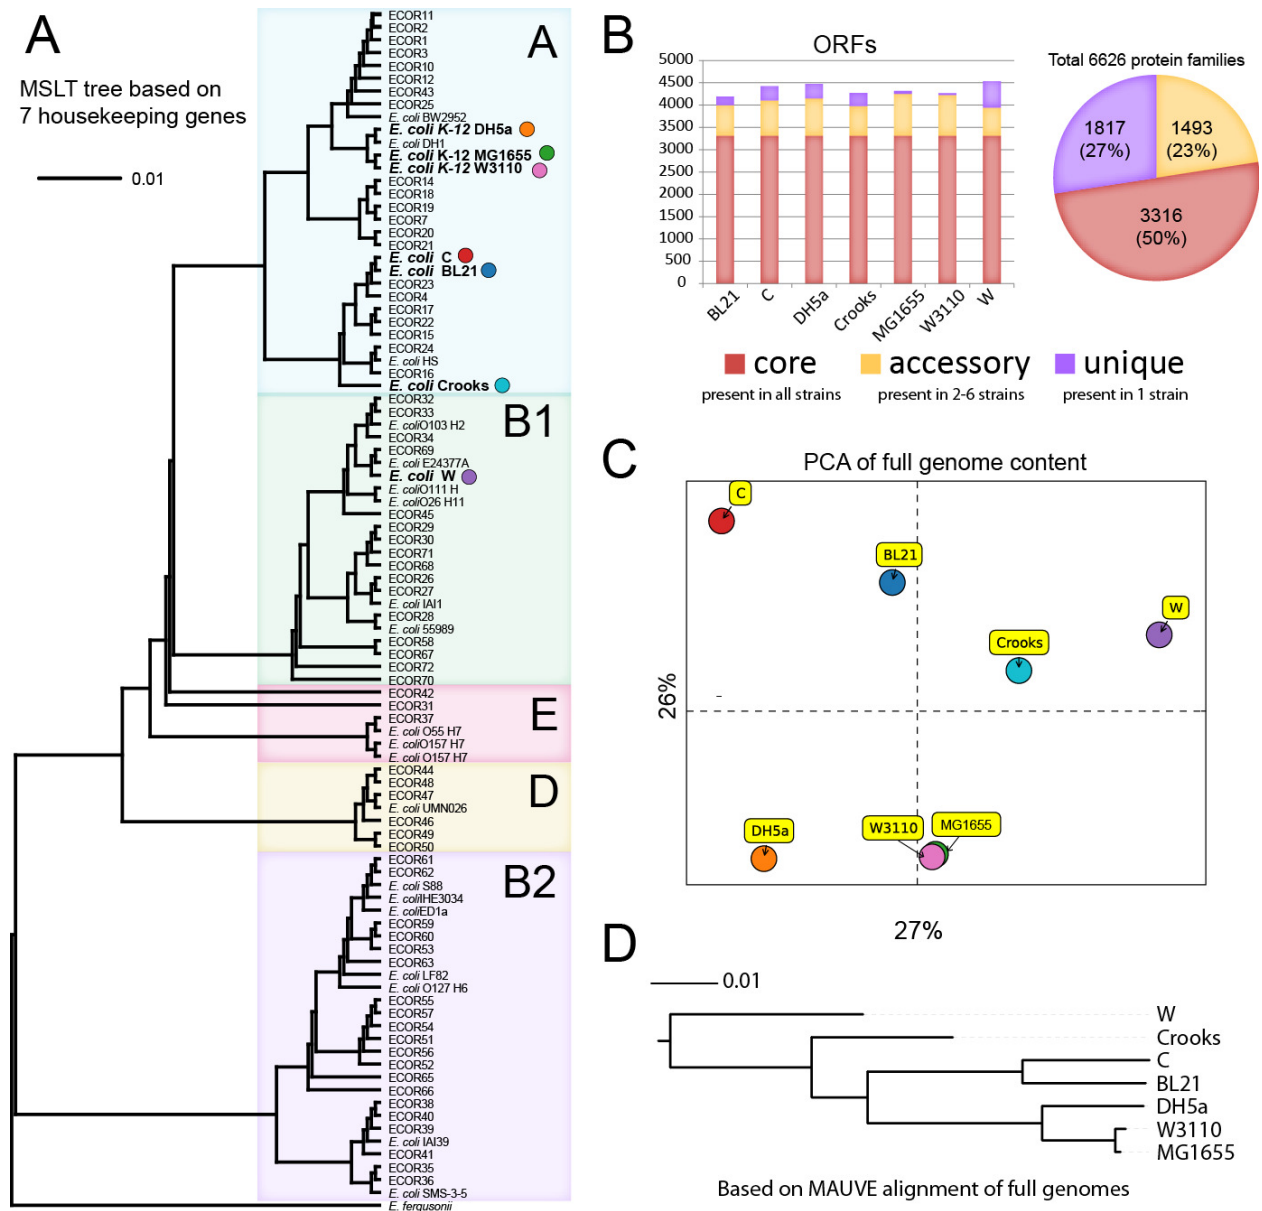 A
MSLT tree based on
7 housekeeping genes
0.01
A
ECOR11
ECOR2
ECOR1
ECOR3
ECOR10
ECOR12
ECOR43
ECOR25
E. coli BW2952
E. coli K-12 DH5a
E. coli DH1
E. coli K-12 MG1655
E. coli K-12 W3110
ECOR14
ECOR18
ECOR19
ECOR7
ECOR20
ECOR21
E. coli C
E. coli BL21
ECOR23
ECOR4
ECOR17
ECOR22
ECOR15
ECOR24
E. coli HS
ECOR16
E. coli Crooks
B1
ECOR32
ECOR33
E. coliO103 H2
ECOR34
ECOR69
E. coli E24377A
E. coli W
E. coliO111 H
E. coliO26 H11
ECOR45
ECOR29
ECOR30
ECOR71
ECOR68
ECOR26
ECOR27
E. coli IAI1
ECOR28
E. coli 55989
ECOR58
ECOR67
ECOR72
ECOR70
E
ECOR42
ECOR31
ECOR37
E. coli O55 H7
E. coliO157 H7
E. coli O157 H7
D
ECOR44
ECOR48
ECOR47
E. coli UMN026
ECOR46
ECOR49
ECOR50
B2
ECOR61
ECOR62
E. coli S88
E. coliIHE3034
E. coliED1a
ECOR59
ECOR60
ECOR53
ECOR63
E. coli LF82
E. coli O127 H6
ECOR55
ECOR57
ECOR54
ECOR51
ECOR56
ECOR52
ECOR65
ECOR66
ECOR38
ECOR40
ECOR39
E. coli IAI39
ECOR41
ECOR35
ECOR36
E. coli SMS-3-5
E. fergusonii
B
ORFs
5000
4500
4000
3500
3000
2500
2000
1500
1000
500
0
BL21
C
DH5a
Crooks
MG1655
W3110
W
Total 6626 protein families
1817
(27%)
1493
(23%)
3316
(50%)
core
present in all strains
accessory
present in 2-6 strains
unique
present in 1 strain
C
PCA of full genome content
C
BL21
W
Crooks
26%
DH5a
W3110
MG1655
27%
D
0.01
W
Crooks
C
BL21
DH5a
W3110
MG1655
Based on MAUVE alignment of full genomes